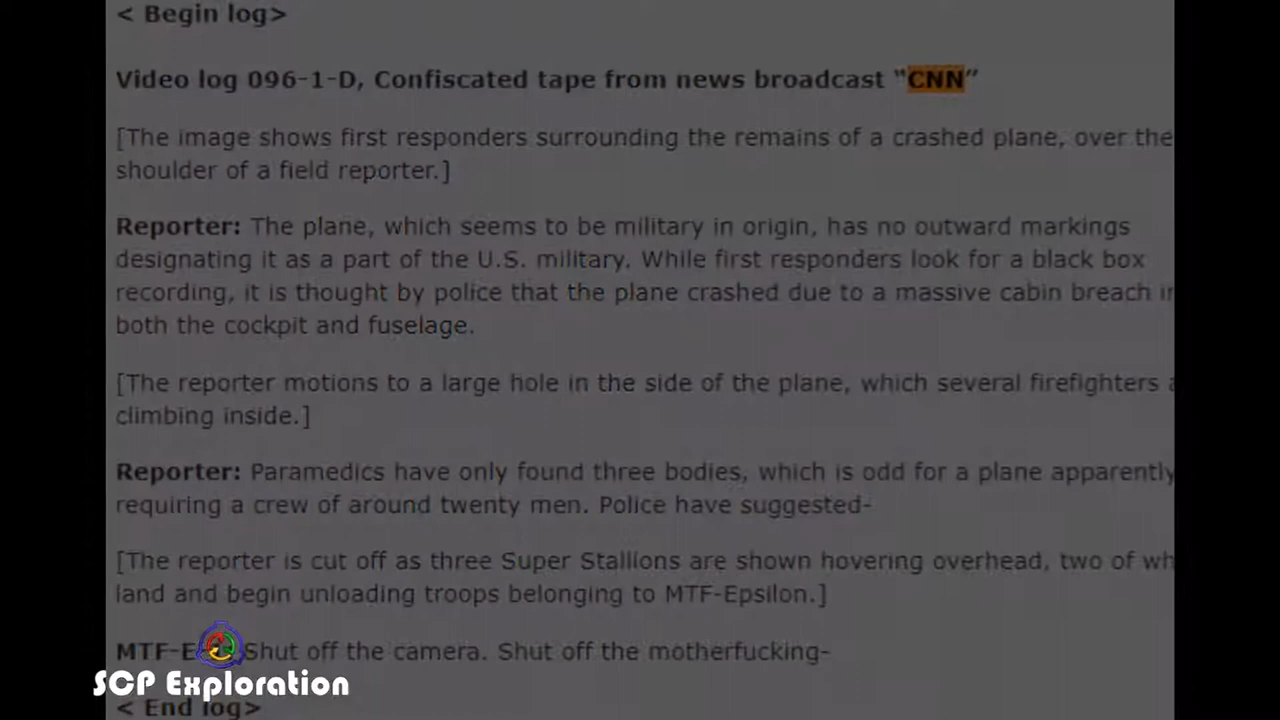 < Begin log>
Video log 096-1-D, Confiscated tape from news broadcast "CNN"
[The image shows first responders surrounding the remains of a crashed plane, over the
shoulder of a field reporter.]
Reporter: The plane, which seems to be military in origin, has no outward markings
designating it as a part of the U.S. military. While first responders look for a black box
recording, it is thought by police that the plane crashed due to a massive cabin breach in
both the cockpit and fuselage.
[The reporter motions to a large hole in the side of the plane, which several firefighters
climbing inside.]
Reporter: Paramedics have only found three bodies, which is odd for a plane apparently
requiring a crew of around twenty men. Police have suggested-
[The reporter is cut off as three Super Stallions are shown hovering overhead, two of wh
land and begin unloading troops belonging to MTF-Epsilon.]
MTF-E Shut off the camera. Shut off the motherfucking-
SCP Exploration
< End log>